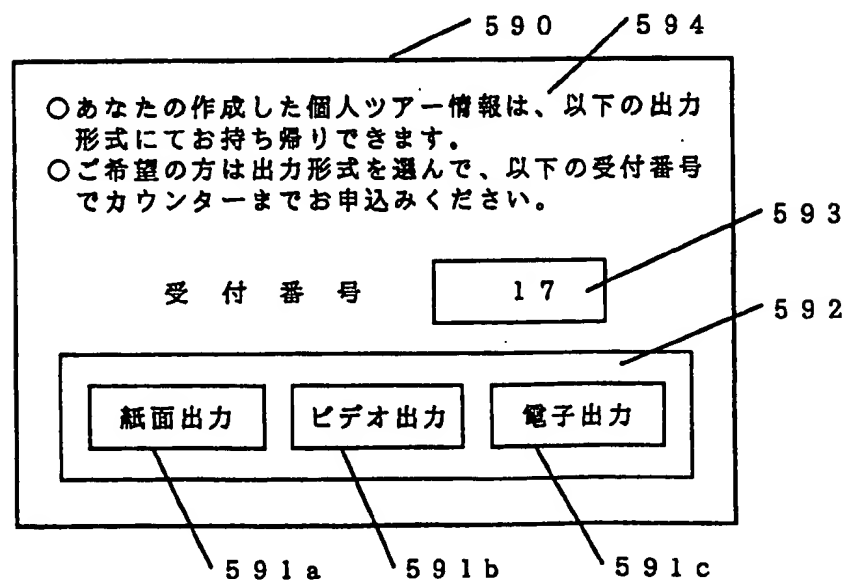 590 594
○あなたの作成した個人ツアー情報は、以下の出力
形式にてお持ち帰りできます。
○ご希望の方は出力形式を選んで、以下の受付番号
でカウンターまでお申込みください。
593
受付番号 17
592
紙面出力 ビデオ出力 電子出力
591a 591b 591c